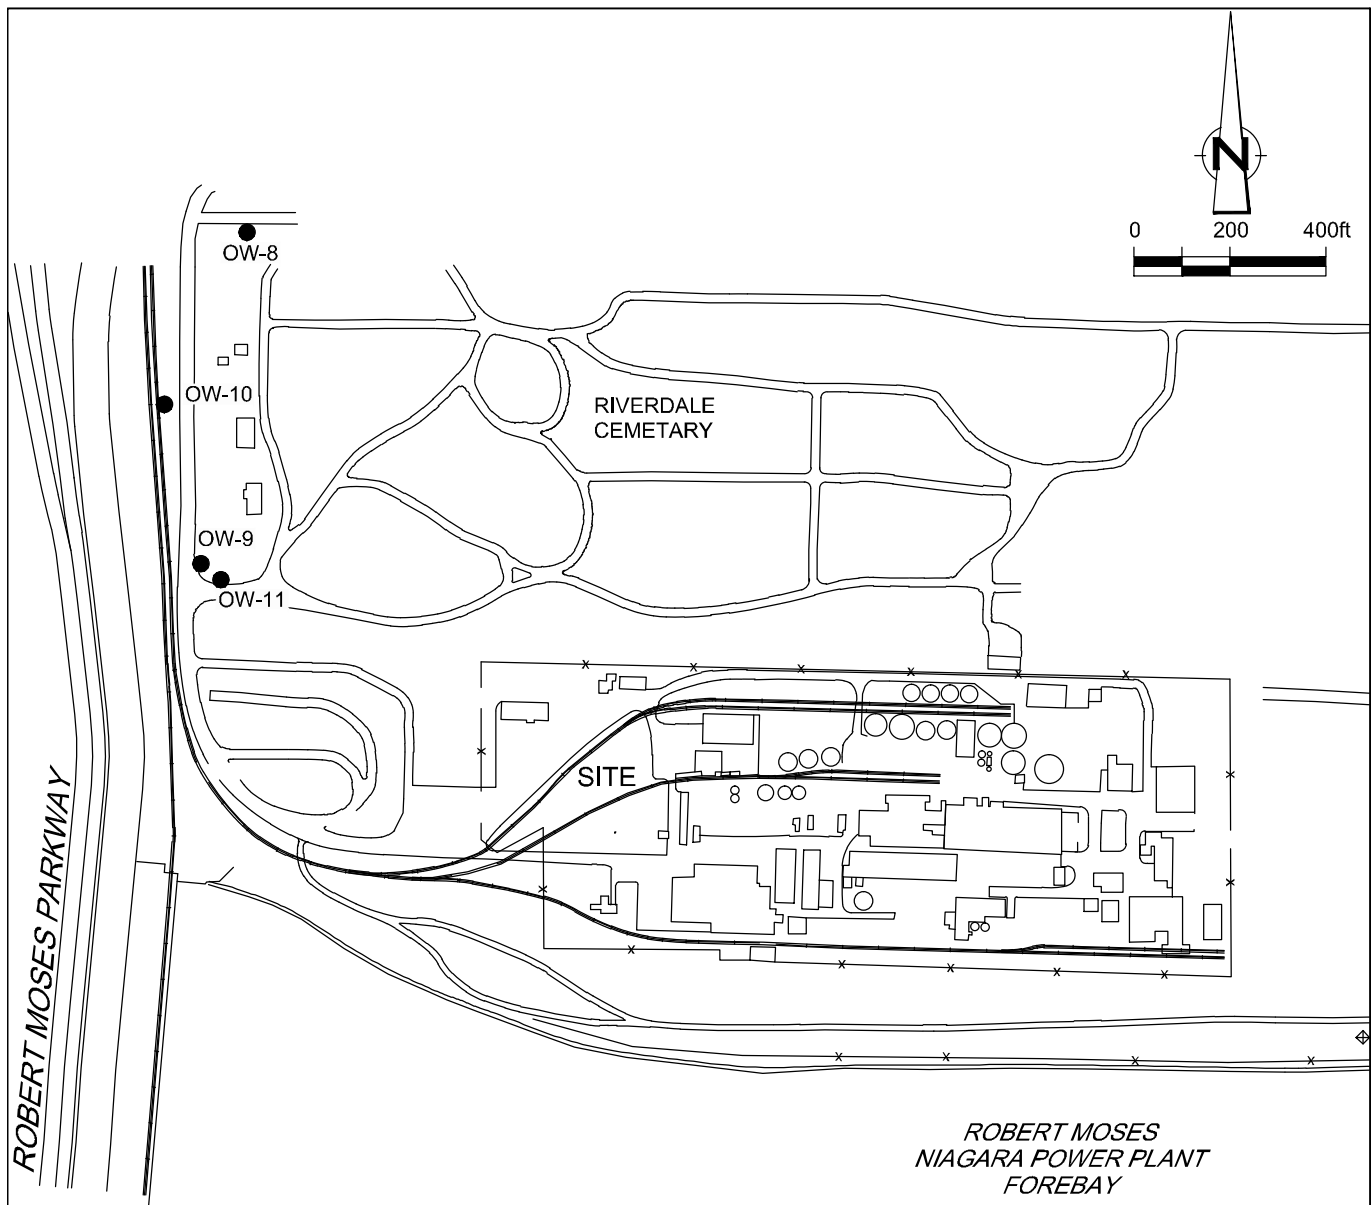 N
0 200 400ft
OW-8
OW-10
RIVERDALE
CEMETARY
OW-9
OW-11
SITE
ROBERT MOSES PARKWAY
ROBERT MOSES
NIAGARA POWER PLANT
FOREBAY